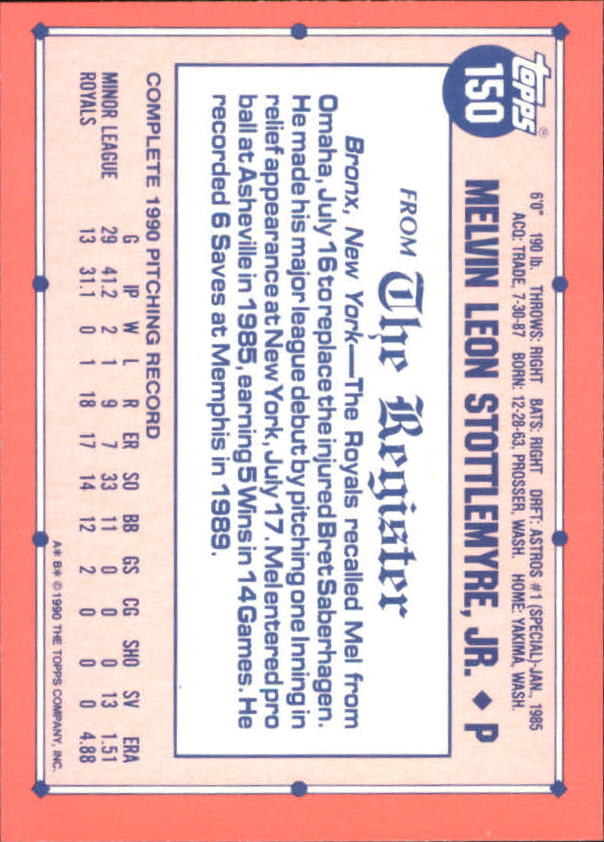 topps®
150
6'0" 190 lb. THROWS: RIGHT BATS: RIGHT DRFT: ASTROS #1 (SPECIAL)-JAN., 1985
ACQ: TRADE, 7-30-87 BORN: 12-28-63, PROSSER, WASH. HOME: YAKIMA, WASH.
MELVIN LEON STOTTLEMYRE, JR. ♦ P
FROM The Register
Bronx, New York—The Royals recalled Mel from
Omaha, July 16 to replace the injured Bret Saberhagen.
He made his major league debut by pitching one Inning in
relief appearance at New York, July 17. Mel entered pro
ball at Asheville in 1985, earning 5 Wins in 14 Games. He
recorded 6 Saves at Memphis in 1989.
COMPLETE 1990 PITCHING RECORD
G IP W L R ER SO BB GS CG SHO SV ERA
MINOR LEAGUE 29 41.2 2 1 9 7 33 11 0 0 0 13 1.51
ROYALS 13 31.1 0 1 18 17 14 12 2 0 0 0 4.88
A* B* © 1990 THE TOPPS COMPANY, INC.